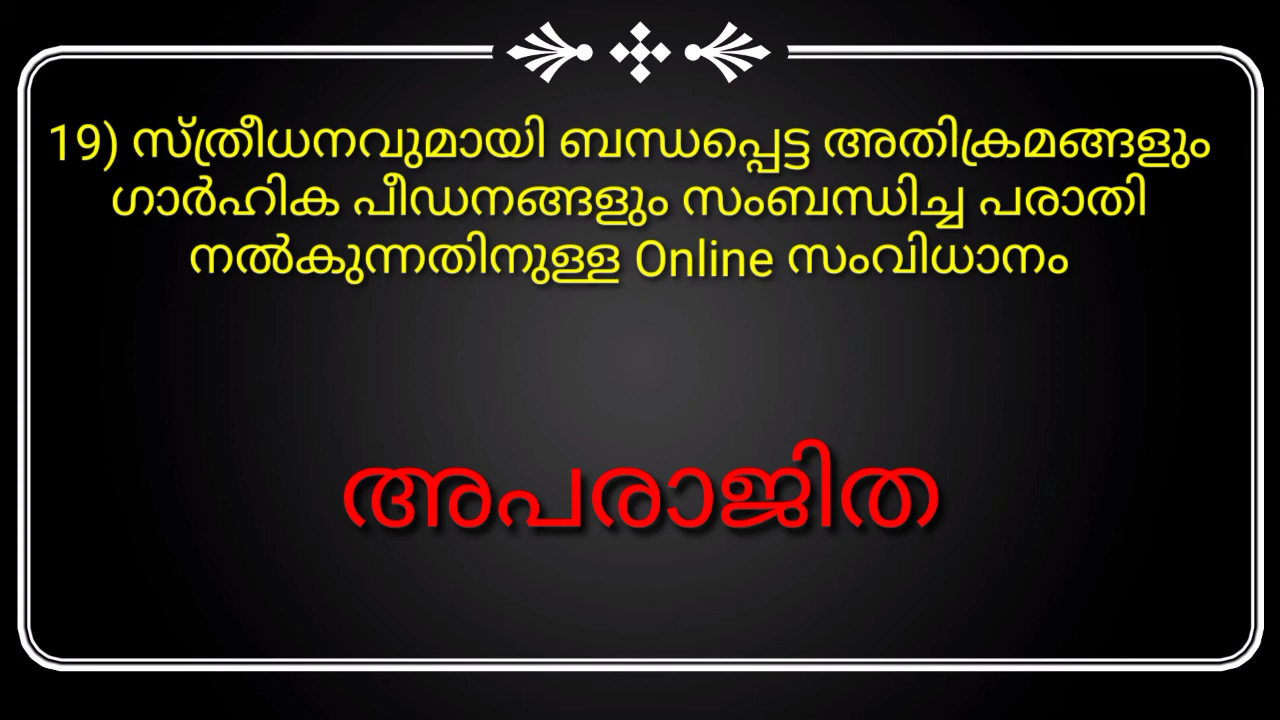 19) സ്ത്രീധനവുമായി ബന്ധപ്പെട്ട അതിക്രമങ്ങളും
ഗാർഹിക പീഡനങ്ങളും സംബന്ധിച്ച പരാതി
നൽകുന്നതിനുള്ള Online സംവിധാനം
അപരാജിത